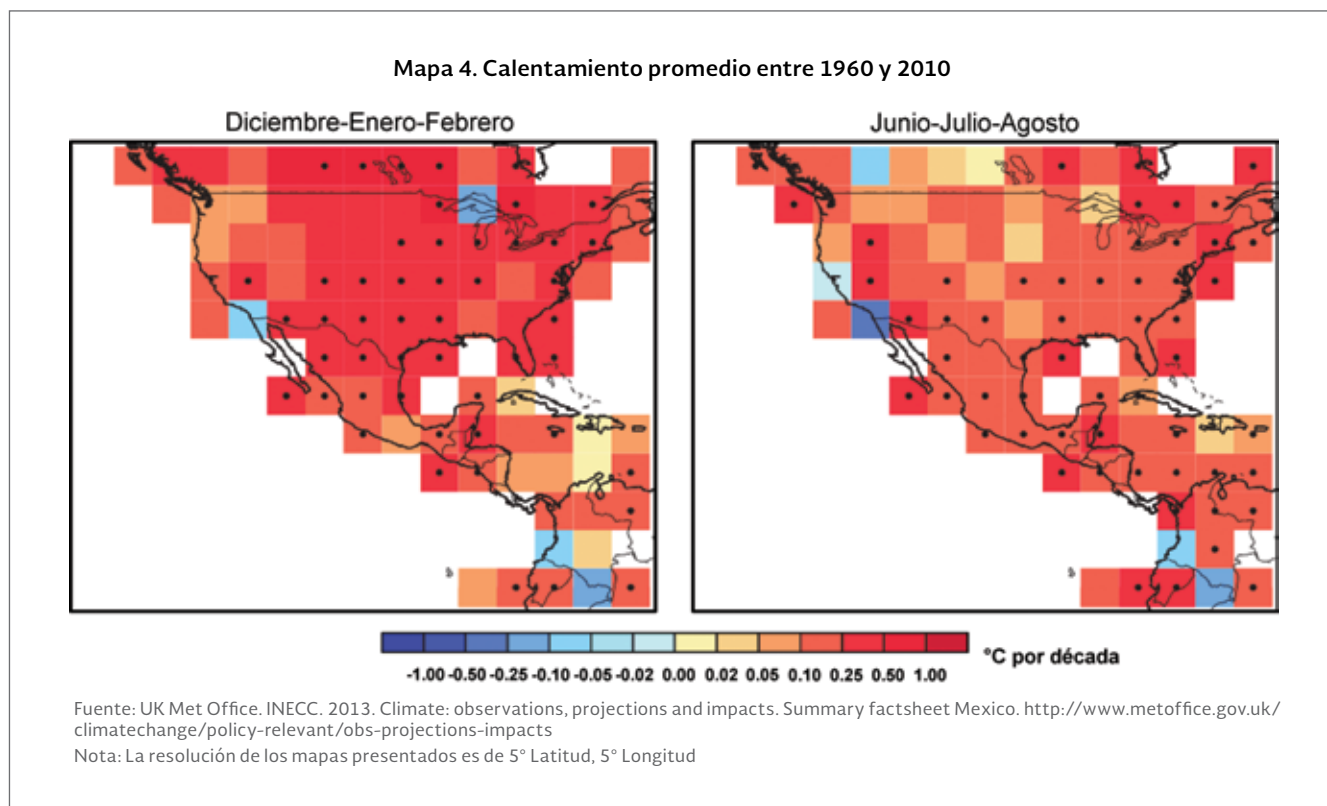 Mapa 4. Calentamiento promedio entre 1960 y 2010
Diciembre-Enero-Febrero
Junio-Julio-Agosto
-1.00 -0.50 -0.25 -0.10 -0.05 -0.02 0.00 0.02 0.05 0.10 0.25 0.50 1.00
°C por década
Fuente: UK Met Office. INECC. 2013. Climate: observations, projections and impacts. Summary factsheet Mexico. http://www.metoffice.gov.uk/
climatechange/policy-relevant/obs-projections-impacts
Nota: La resolución de los mapas presentados es de 5° Latitud, 5° Longitud